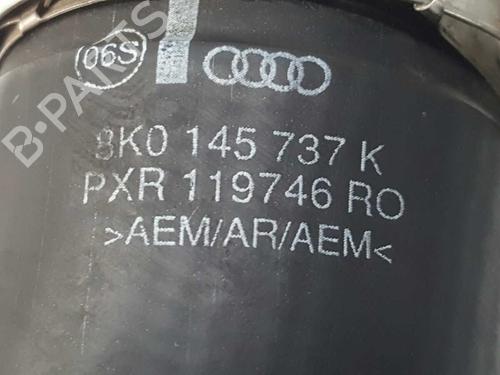 06S
8K0 145 737 K
PXR 119746 RO
>AEM/AR/AEM<
B-PARTS